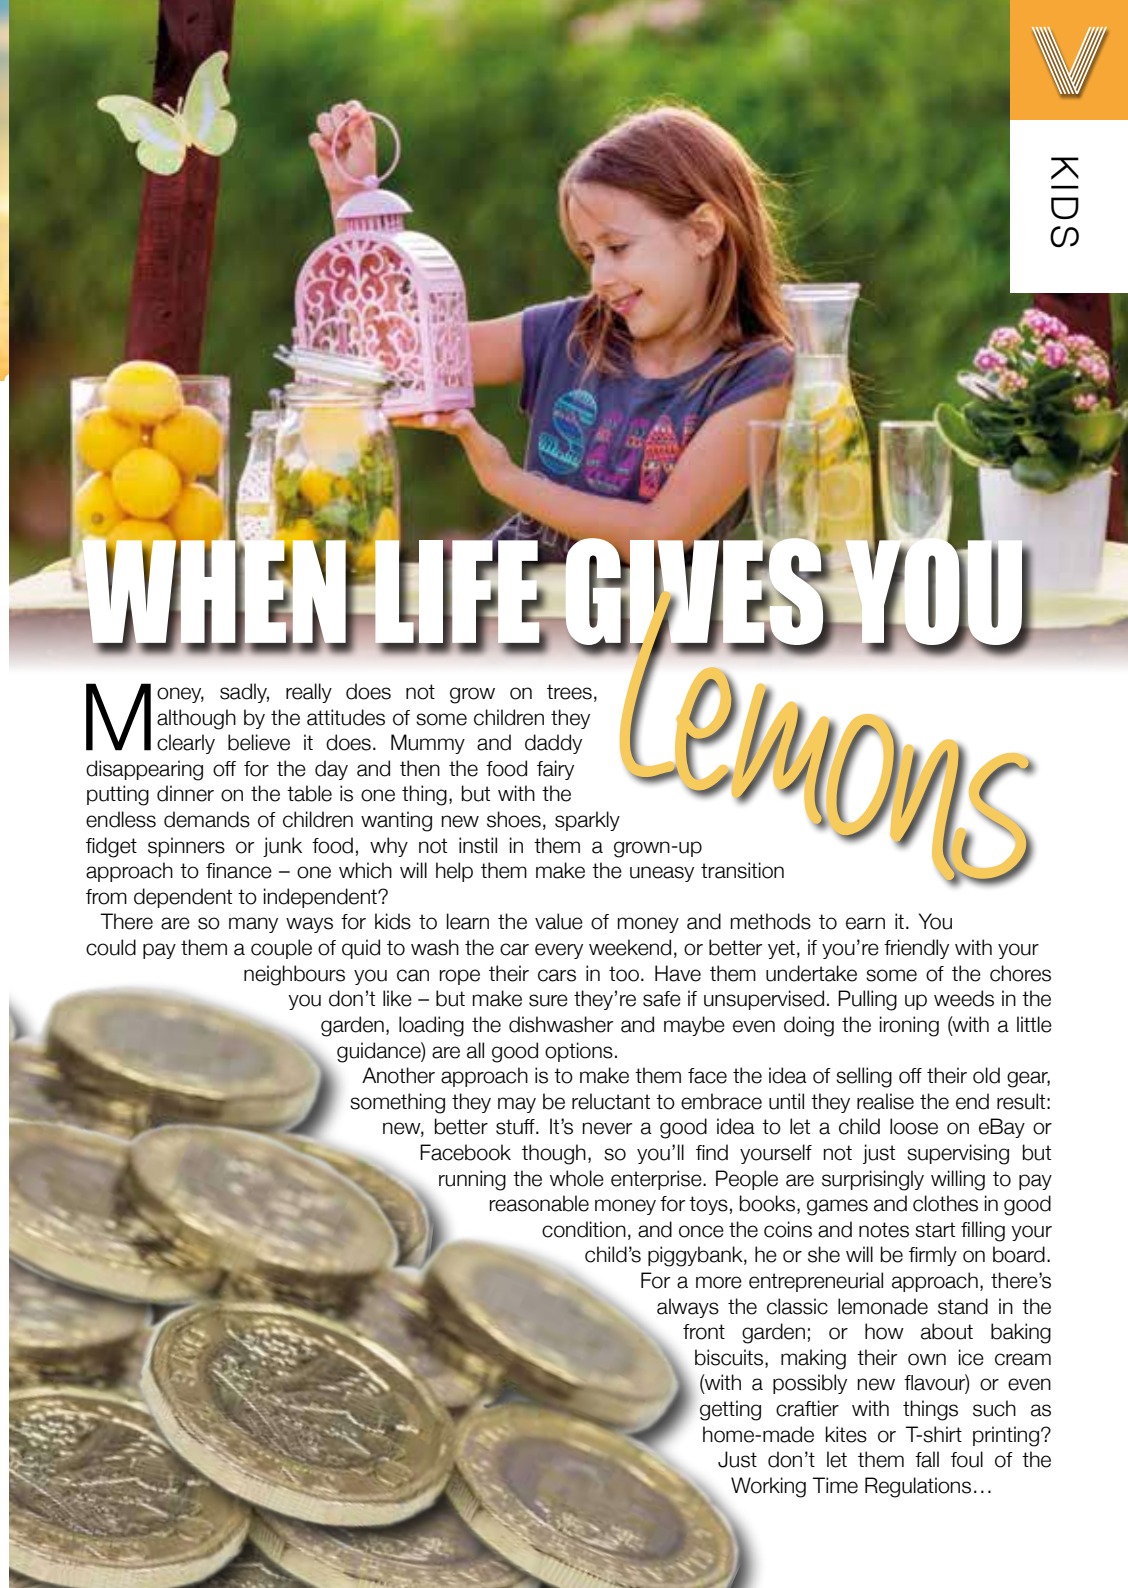 V
KIDS
WHEN LIFE GIVES YOU
Lemons
Money, sadly, really does not grow on trees,
although by the attitudes of some children they
clearly believe it does. Mummy and daddy
disappearing off for the day and then the food fairy
putting dinner on the table is one thing, but with the
endless demands of children wanting new shoes, sparkly
fidget spinners or junk food, why not instil in them a grown-up
approach to finance – one which will help them make the uneasy transition
from dependent to independent?
There are so many ways for kids to learn the value of money and methods to earn it. You
could pay them a couple of quid to wash the car every weekend, or better yet, if you're friendly with your
neighbours you can rope their cars in too. Have them undertake some of the chores
you don't like – but make sure they're safe if unsupervised. Pulling up weeds in the
garden, loading the dishwasher and maybe even doing the ironing (with a little
guidance) are all good options.
Another approach is to make them face the idea of selling off their old gear,
something they may be reluctant to embrace until they realise the end result:
new, better stuff. It's never a good idea to let a child loose on eBay or
Facebook though, so you'll find yourself not just supervising but
running the whole enterprise. People are surprisingly willing to pay
reasonable money for toys, books, games and clothes in good
condition, and once the coins and notes start filling your
child's piggybank, he or she will be firmly on board.
For a more entrepreneurial approach, there's
always the classic lemonade stand in the
front garden; or how about baking
biscuits, making their own ice cream
(with a possibly new flavour) or even
getting craftier with things such as
home-made kites or T-shirt printing?
Just don't let them fall foul of the
Working Time Regulations…